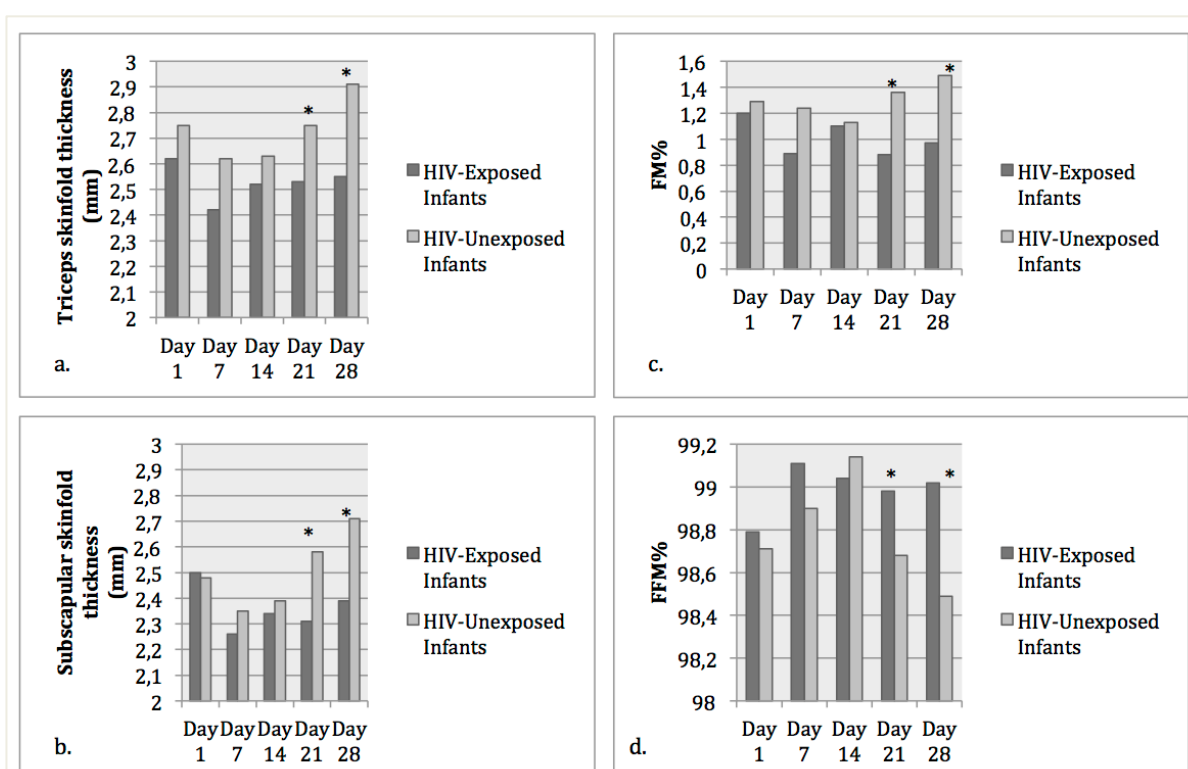 Triceps skinfold thickness
(mm)
3
2,9
2,8
2,7
2,6
2,5
2,4
2,3
2,2
2,1
2
*
*
Day Day Day Day Day
1 7 14 21 28
HIV-Exposed
Infants
HIV-Unexposed
Infants
a.
FM%
1,6
1,4
1,2
1
0,8
0,6
0,4
0,2
0
*
*
Day Day Day Day Day
1 7 14 21 28
HIV-Exposed
Infants
HIV-Unexposed
Infants
c.
Subscapular skinfold
thickness
(mm)
3
2,9
2,8
2,7
2,6
2,5
2,4
2,3
2,2
2,1
2
*
*
Day Day Day Day Day
1 7 14 21 28
HIV-Exposed
Infants
HIV-Unexposed
Infants
b.
FFM%
99,2
99
98,8
98,6
98,4
98,2
98
*
*
Day Day Day Day Day
1 7 14 21 28
HIV-Exposed
Infants
HIV-Unexposed
Infants
d.